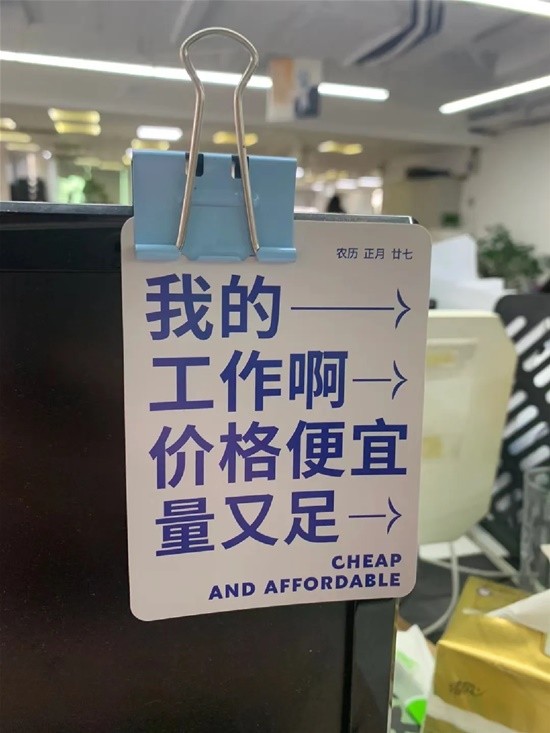 农历 正月 廿七
我的
工作啊
价格便宜
量又足
CHEAP
AND AFFORDABLE